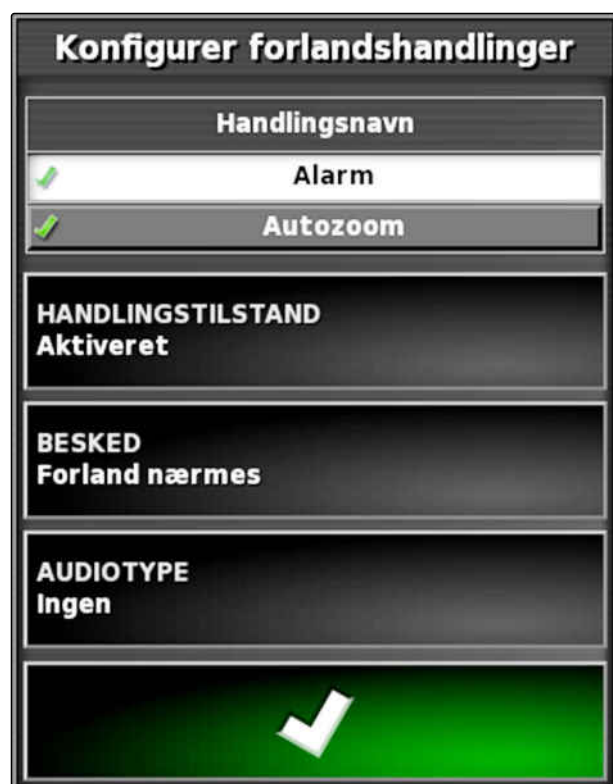 Konfigurer forlandshandlinger
Handlingsnavn
Alarm
Autozoom
HANDLINGSTILSTAND
Aktiveret
BESKED
Forland nærmes
AUDIOTYPE
Ingen